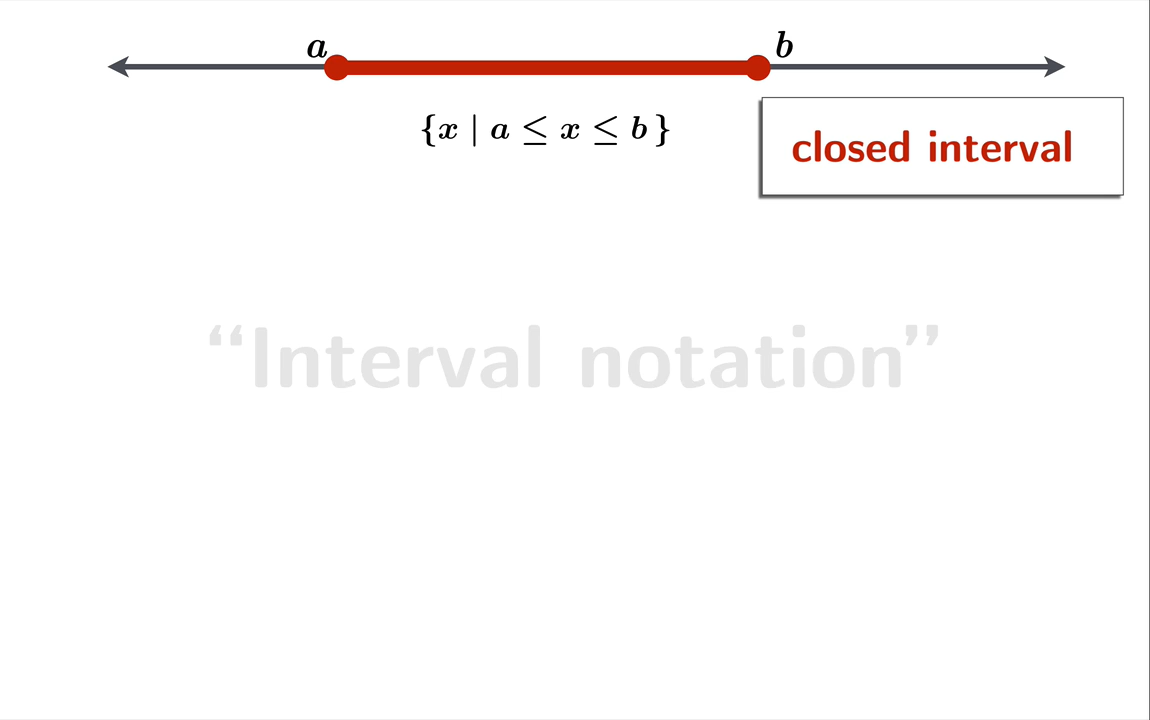 a b
{x | a ≤ x ≤ b}
closed interval
“Interval notation”